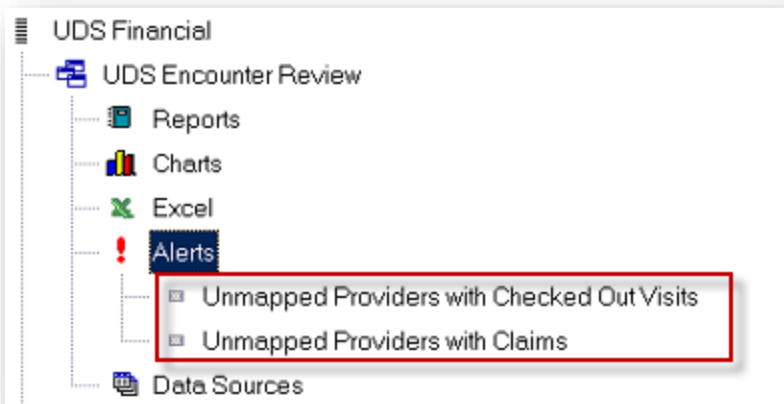 UDS Financial
UDS Encounter Review
Reports
Charts
Excel
Alerts
Unmapped Providers with Checked Out Visits
Unmapped Providers with Claims
Data Sources